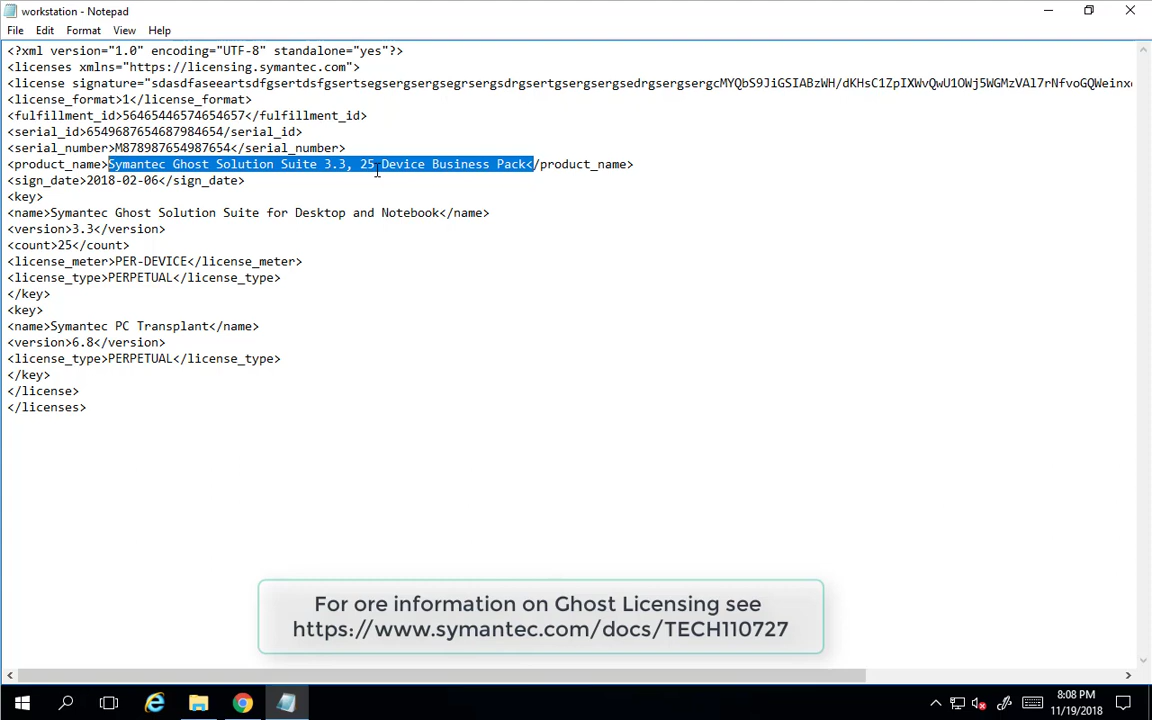 workstation - Notepad
File Edit Format View Help
<?xml version="1.0" encoding="UTF-8" standalone="yes"?>
<licenses xmlns="https://licensing.symantec.com">
<license signature="sdasdfaseeartsdfgsertdsfgsertsegsergsergsegrsergsdrgsertgsergsergsedrgsergsergcMYQbS9JiGSIABzWH/dKHsC1ZpIXWvQwU1OWj5WGMzVAl7rNfvoGQWeinx
<license_format>1</license_format>
<fulfillment_id>56465446574654657</fulfillment_id>
<serial_id>6549687654687984654/serial_id>
<serial_number>M878987654987654</serial_number>
<product_name>Symantec Ghost Solution Suite 3.3, 25 Device Business Pack</product_name>
<sign_date>2018-02-06</sign_date>
<key>
<name>Symantec Ghost Solution Suite for Desktop and Notebook</name>
<version>3.3</version>
<count>25</count>
<license_meter>PER-DEVICE</license_meter>
<license_type>PERPETUAL</license_type>
</key>
<key>
<name>Symantec PC Transplant</name>
<version>6.8</version>
<license_type>PERPETUAL</license_type>
</key>
</license>
</licenses>
For ore information on Ghost Licensing see
https://www.symantec.com/docs/TECH110727
8:08 PM
11/19/2018